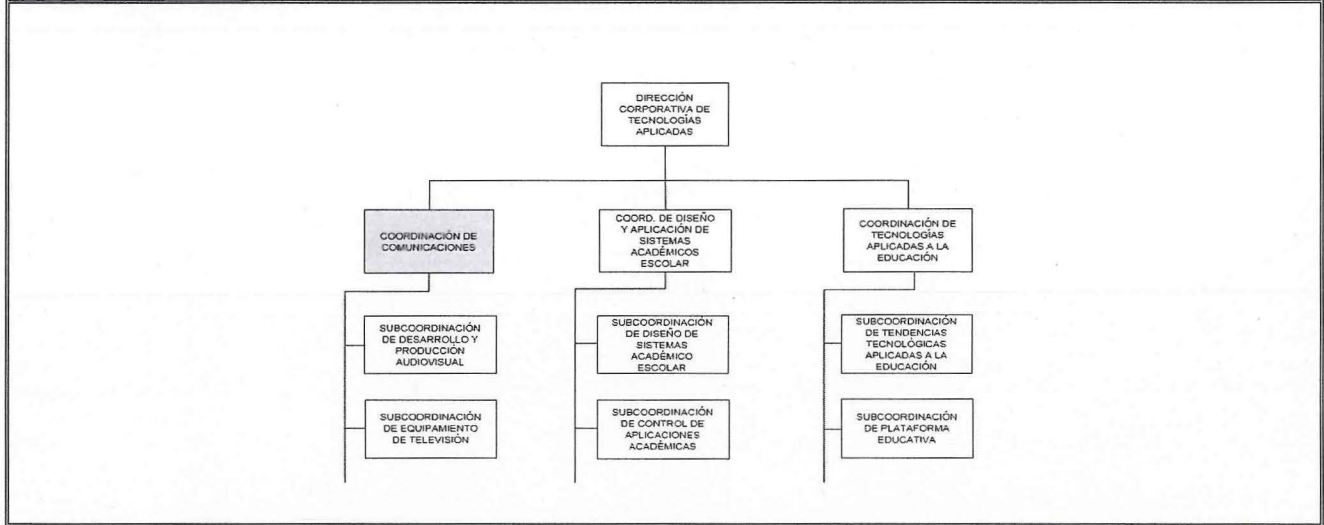 DIRECCIÓN
CORPORATIVA DE
TECNOLOGÍAS
APLICADAS
COORDINACIÓN DE
COMUNICACIONES
COORD. DE DISEÑO
Y APLICACIÓN DE
SISTEMAS
ACADÉMICOS
ESCOLAR
COORDINACIÓN DE
TECNOLOGÍAS
APLICADAS A LA
EDUCACIÓN
SUBCOORDINACIÓN
DE DESARROLLO Y
PRODUCCIÓN
AUDIOVISUAL
SUBCOORDINACIÓN
DE DISEÑO DE
SISTEMAS
ACADÉMICO
ESCOLAR
SUBCOORDINACIÓN
DE TENDENCIAS
TECNOLÓGICAS
APLICADAS A LA
EDUCACIÓN
SUBCOORDINACIÓN
DE EQUIPAMIENTO
DE TELEVISIÓN
SUBCOORDINACIÓN
DE CONTROL DE
APLICACIONES
ACADÉMICAS
SUBCOORDINACIÓN
DE PLATAFORMA
EDUCATIVA